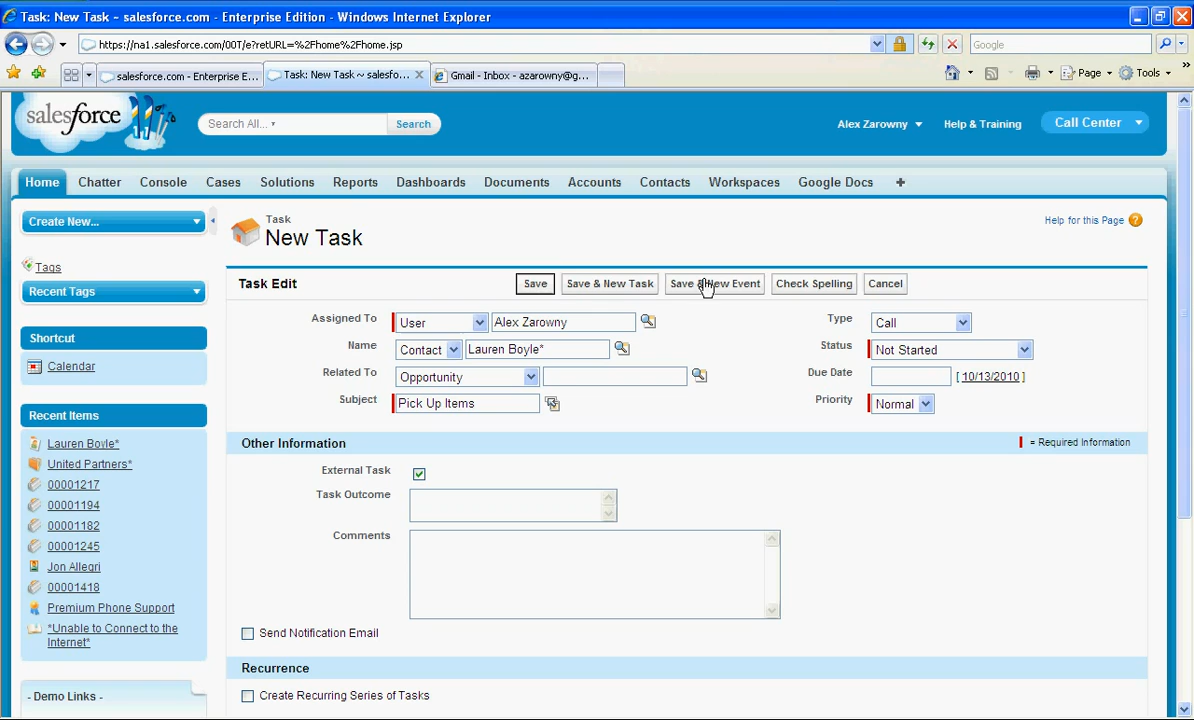 Task: New Task ~ salesforce.com - Enterprise Edition - Windows Internet Explorer
https://na1.salesforce.com/00T/e?retURL=%2Fhome%2Fhome.jsp
Google
salesforce.com - Enterprise E...
Task: New Task ~ salesfo...
Gmail - Inbox - azarowny@g...
Page
Tools
salesforce
Search All...
Search
Alex Zarowny
Help & Training
Call Center
Home
Chatter
Console
Cases
Solutions
Reports
Dashboards
Documents
Accounts
Contacts
Workspaces
Google Docs
Create New...
Tags
Recent Tags
Shortcut
Calendar
Recent Items
Lauren Boyle*
United Partners*
00001217
00001194
00001182
00001245
Jon Allegri
00001418
Premium Phone Support
*Unable to Connect to the
Internet*
- Demo Links -
Task
New Task
Help for this Page
Task Edit
Save
Save & New Task
Save & New Event
Check Spelling
Cancel
Assigned To
User
Alex Zarowny
Type
Call
Name
Contact
Lauren Boyle*
Status
Not Started
Related To
Opportunity
Due Date
[ 10/13/2010 ]
Subject
Pick Up Items
Priority
Normal
Other Information
= Required Information
External Task
Task Outcome
Comments
Send Notification Email
Recurrence
Create Recurring Series of Tasks